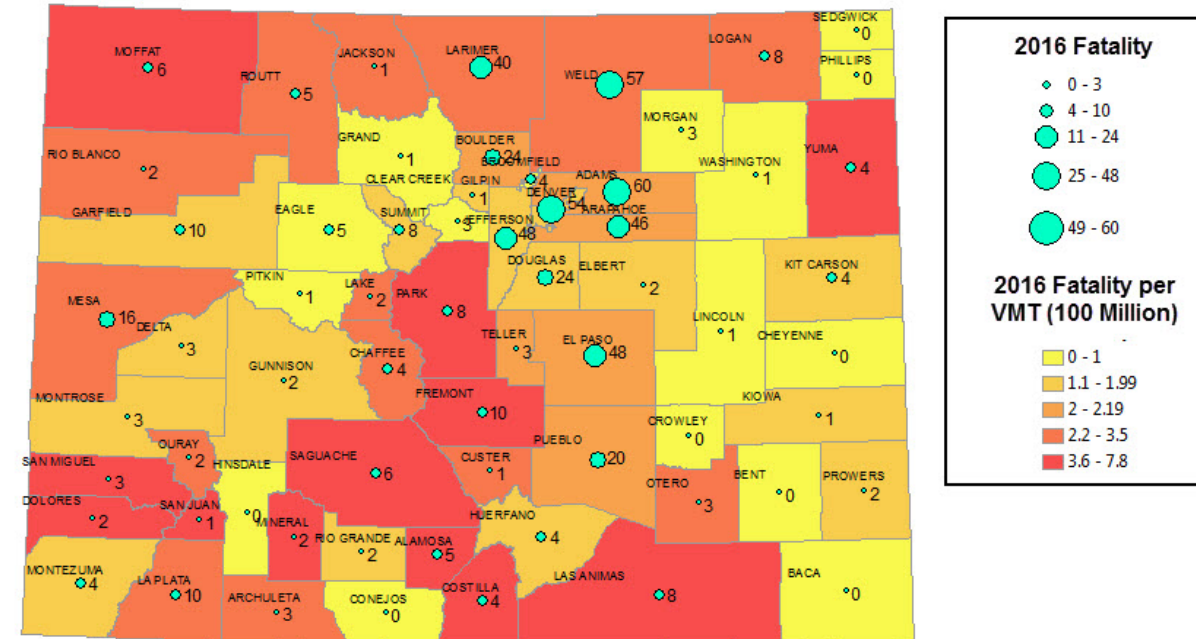 SEDGWICK
0
MOFFAT
6
JACKSON
1
LARIMER
40
LOGAN
8
PHILLIPS
0
ROUTT
5
WELD
57
MORGAN
3
YUMA
4
RIO BLANCO
2
GRAND
1
BOULDER
24
BROOMFIELD
4
WASHINGTON
1
CLEAR CREEK
3
GILPIN
1
ADAMS
60
DENVER
54
ARAPAHOE
46
GARFIELD
10
EAGLE
5
SUMMIT
8
JEFFERSON
48
DOUGLAS
24
ELBERT
2
KIT CARSON
4
PITKIN
1
LAKE
2
PARK
8
MESA
16
DELTA
3
TELLER
3
EL PASO
48
LINCOLN
1
CHEYENNE
0
GUNNISON
2
CHAFFEE
4
FREMONT
10
MONTROSE
3
CROWLEY
0
KIOWA
1
OURAY
2
PUEBLO
20
SAN MIGUEL
3
HINSDALE
0
SAGUACHE
6
CUSTER
1
OTERO
3
BENT
0
PROWERS
2
DOLORES
2
SAN JUAN
1
MINERAL
2
RIO GRANDE
2
ALAMOSA
5
HUERFANO
4
MONTEZUMA
4
LA PLATA
10
ARCHULETA
3
CONEJOS
0
COSTILLA
4
LAS ANIMAS
8
BACA
0
2016 Fatality
0 - 3
4 - 10
11 - 24
25 - 48
49 - 60
2016 Fatality per
VMT (100 Million)
0 - 1
1.1 - 1.99
2 - 2.19
2.2 - 3.5
3.6 - 7.8